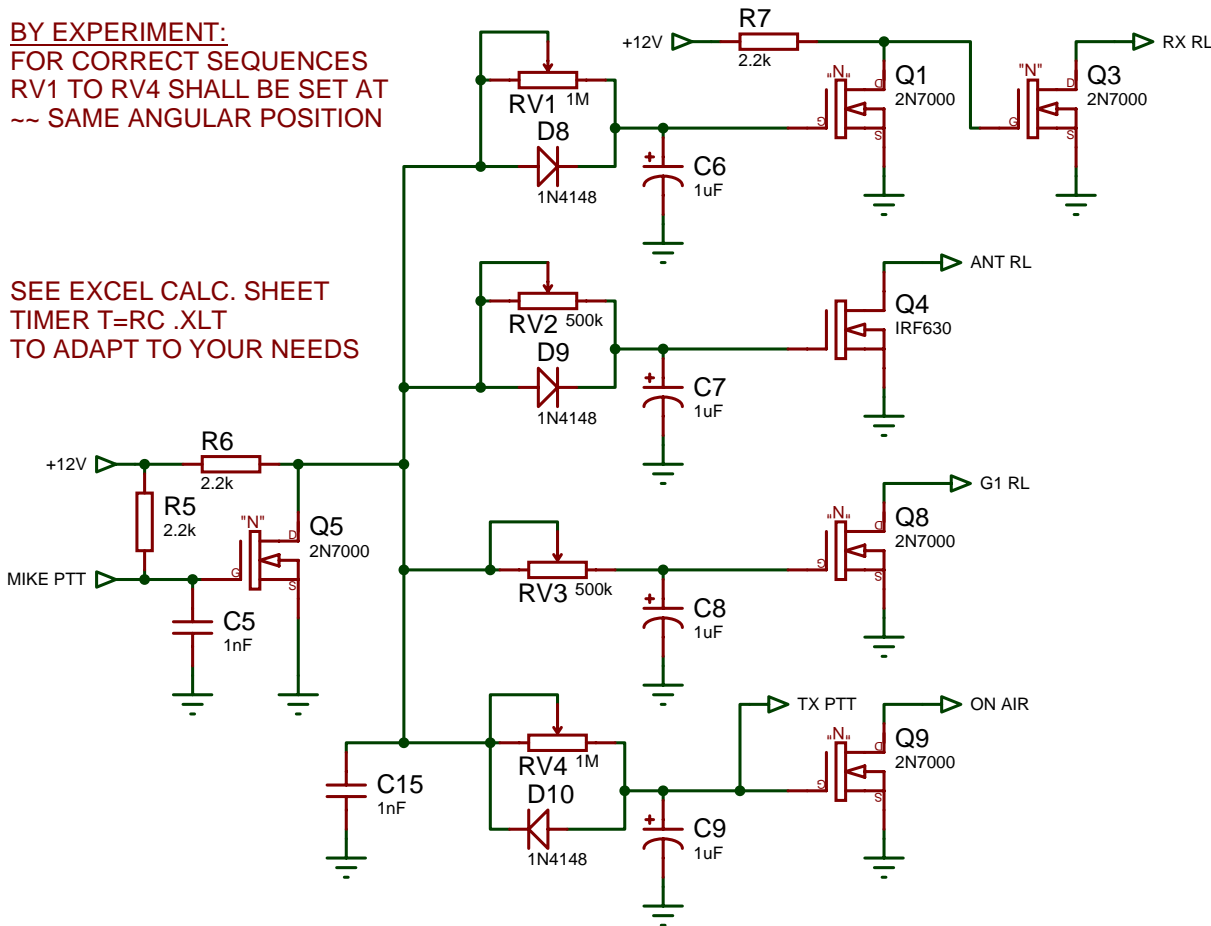 BY EXPERIMENT:
FOR CORRECT SEQUENCES
RV1 TO RV4 SHALL BE SET AT
~~ SAME ANGULAR POSITION
SEE EXCEL CALC. SHEET
TIMER T=RC .XLT
TO ADAPT TO YOUR NEEDS
+12V
R7
2.2k
RV1
1M
D8
1N4148
C6
1uF
"N"
D
G
S
Q1
2N7000
"N"
D
G
S
Q3
2N7000
RX RL
RV2
500k
D9
1N4148
C7
1uF
Q4
IRF630
ANT RL
+12V
R6
2.2k
R5
2.2k
MIKE PTT
"N"
D
G
S
Q5
2N7000
C5
1nF
RV3
500k
C8
1uF
"N"
D
G
S
Q8
2N7000
G1 RL
C15
1nF
RV4
1M
D10
1N4148
C9
1uF
TX PTT
"N"
D
G
S
Q9
2N7000
ON AIR